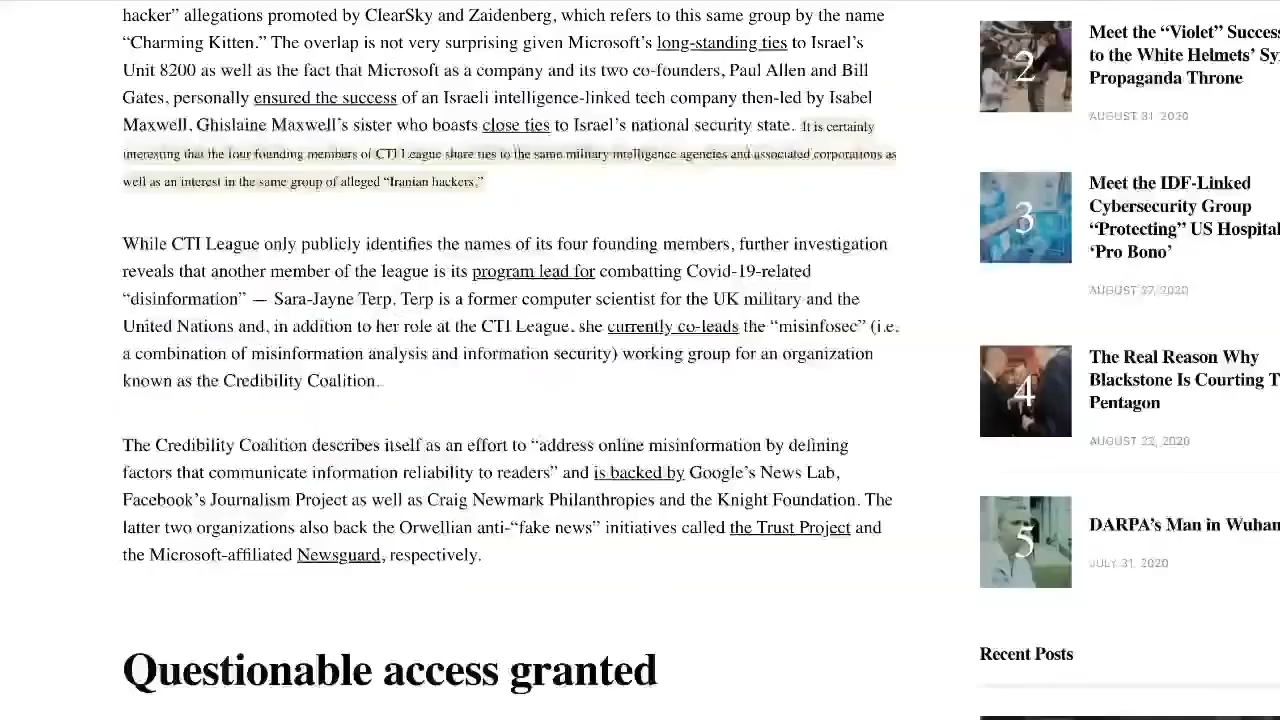 hacker” allegations promoted by ClearSky and Zaidenberg, which refers to this same group by the name
“Charming Kitten.” The overlap is not very surprising given Microsoft’s long-standing ties to Israel’s
Unit 8200 as well as the fact that Microsoft as a company and its two co-founders, Paul Allen and Bill
Gates, personally ensured the success of an Israeli intelligence-linked tech company then-led by Isabel
Maxwell, Ghislaine Maxwell’s sister who boasts close ties to Israel’s national security state. It is certainly
interesting that the four founding members of CTI League share ties to the same military intelligence agencies and associated corporations as
well as an interest in the same group of alleged “Iranian hackers.”
While CTI League only publicly identifies the names of its four founding members, further investigation
reveals that another member of the league is its program lead for combatting Covid-19-related
“disinformation” — Sara-Jayne Terp. Terp is a former computer scientist for the UK military and the
United Nations and, in addition to her role at the CTI League, she currently co-leads the “misinfosec” (i.e.
a combination of misinformation analysis and information security) working group for an organization
known as the Credibility Coalition.
The Credibility Coalition describes itself as an effort to “address online misinformation by defining
factors that communicate information reliability to readers” and is backed by Google’s News Lab,
Facebook’s Journalism Project as well as Craig Newmark Philanthropies and the Knight Foundation. The
latter two organizations also back the Orwellian anti-“fake news” initiatives called the Trust Project and
the Microsoft-affiliated Newsguard, respectively.
Questionable access granted
2
Meet the “Violet” Success
to the White Helmets’ Sy
Propaganda Throne
AUGUST 31, 2020
3
Meet the IDF-Linked
Cybersecurity Group
“Protecting” US Hospital
‘Pro Bono’
AUGUST 27, 2020
4
The Real Reason Why
Blackstone Is Courting T
Pentagon
AUGUST 22, 2020
5
DARPA’s Man in Wuhan
JULY 31, 2020
Recent Posts